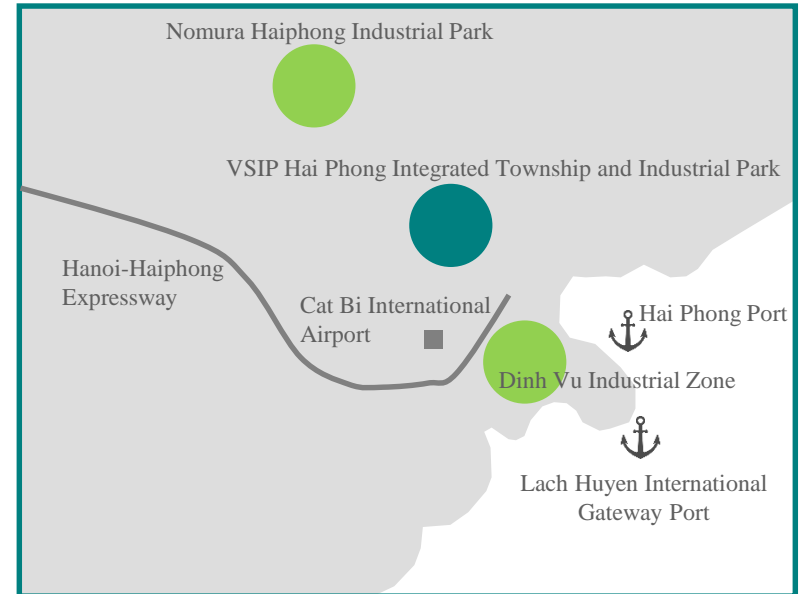 Nomura Haiphong Industrial Park
VSIP Hai Phong Integrated Township and Industrial Park
Hanoi-Haiphong
Expressway
Cat Bi International
Airport
Hai Phong Port
Dinh Vu Industrial Zone
Lach Huyen International
Gateway Port